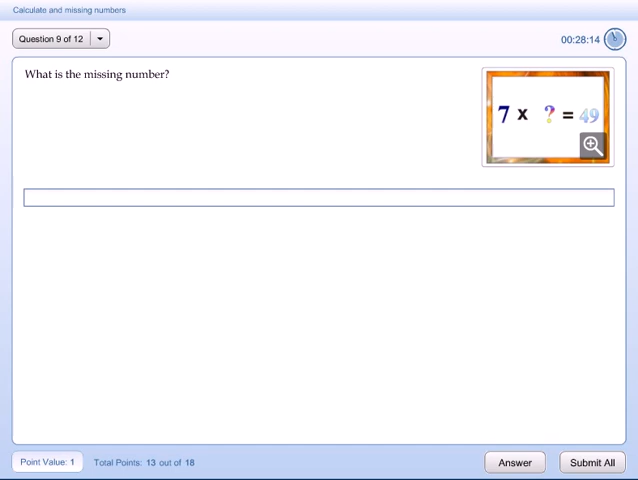 Calculate and missing numbers
Question 9 of 12
00:28:14
What is the missing number?
7 x ? = 49
Point Value: 1
Total Points: 13 out of 18
Answer
Submit All